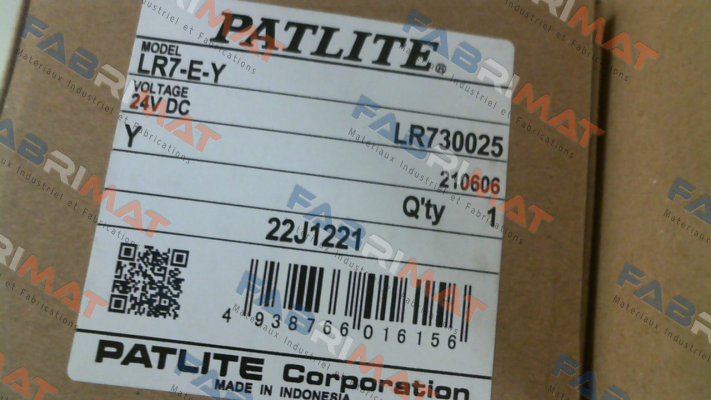 PATLITE®
MODEL
LR7-E-Y
VOLTAGE
24V DC
LR730025
Y
210606
Q'ty 1
22J1221
4 938766 016156
PATLITE Corporation
MADE IN INDONESIA
FABRIMAT
Materiaux Industriel et Fabrications